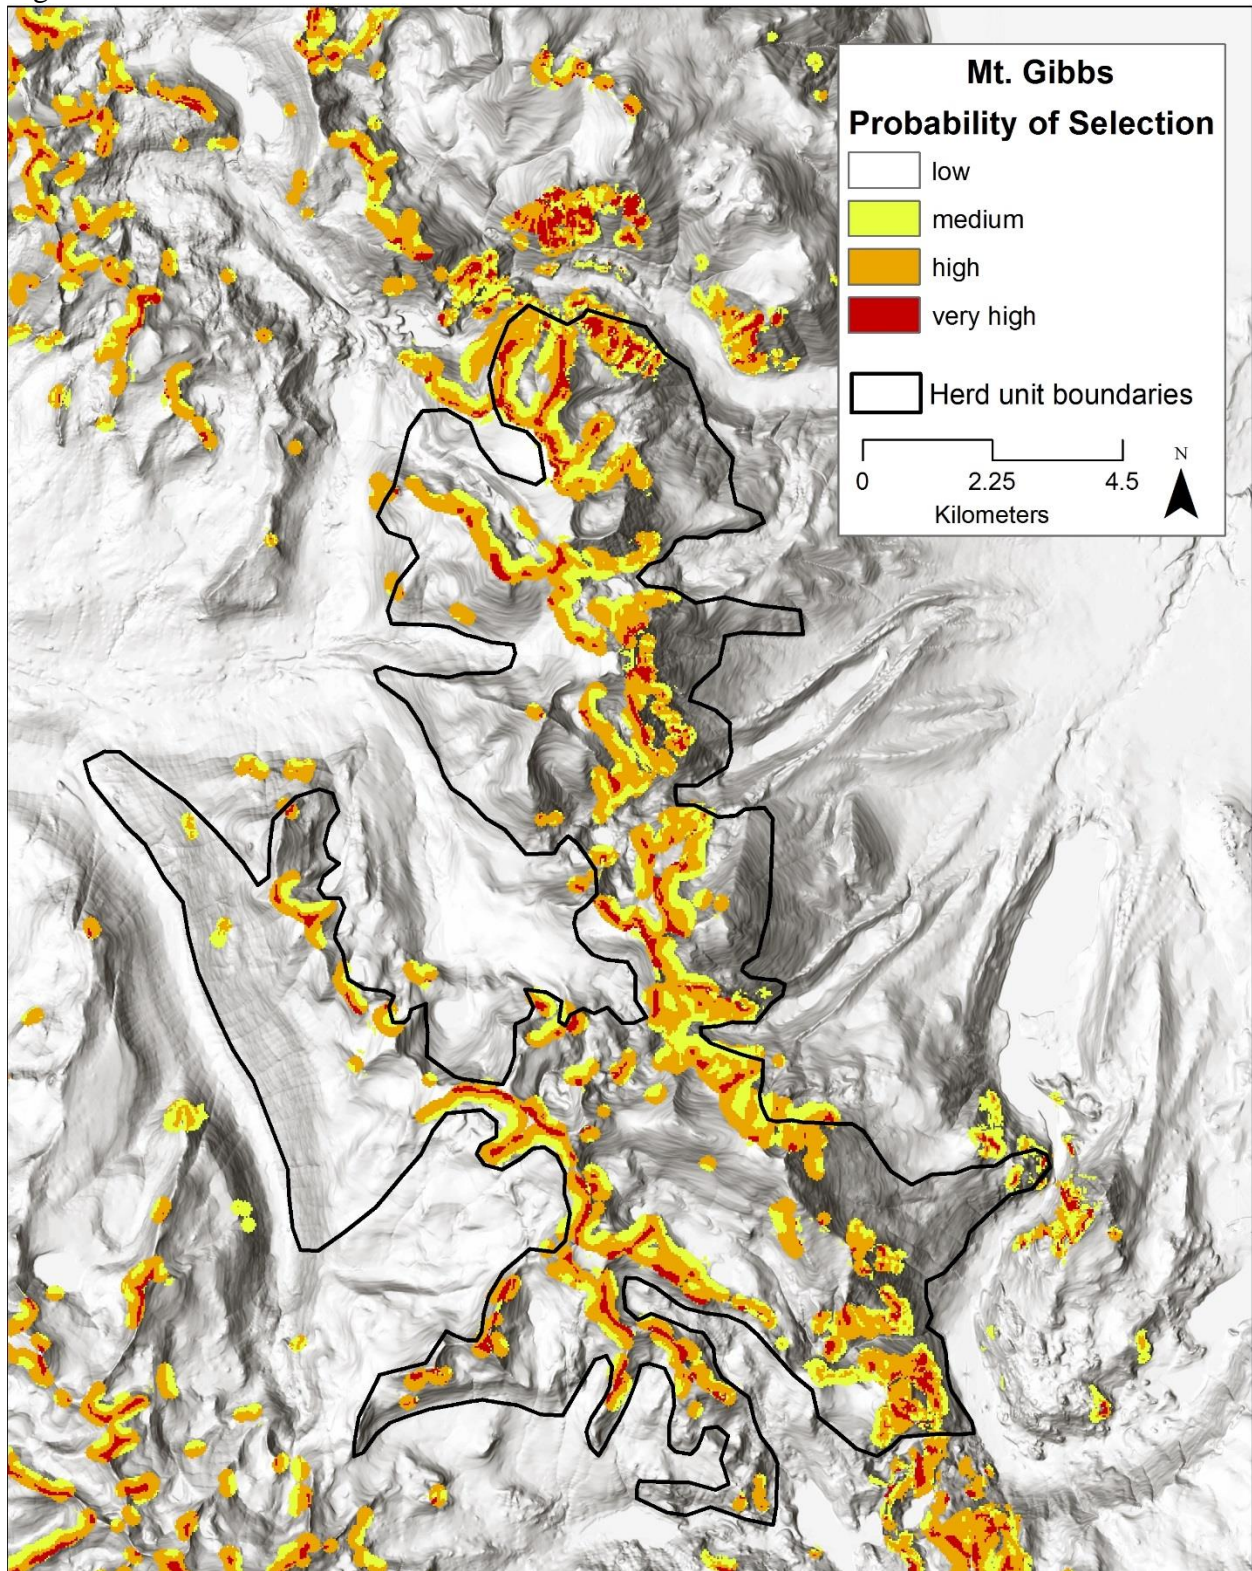 Mt. Gibbs
Probability of Selection
low
medium
high
very high
Herd unit boundaries
0 2.25 4.5
Kilometers
N